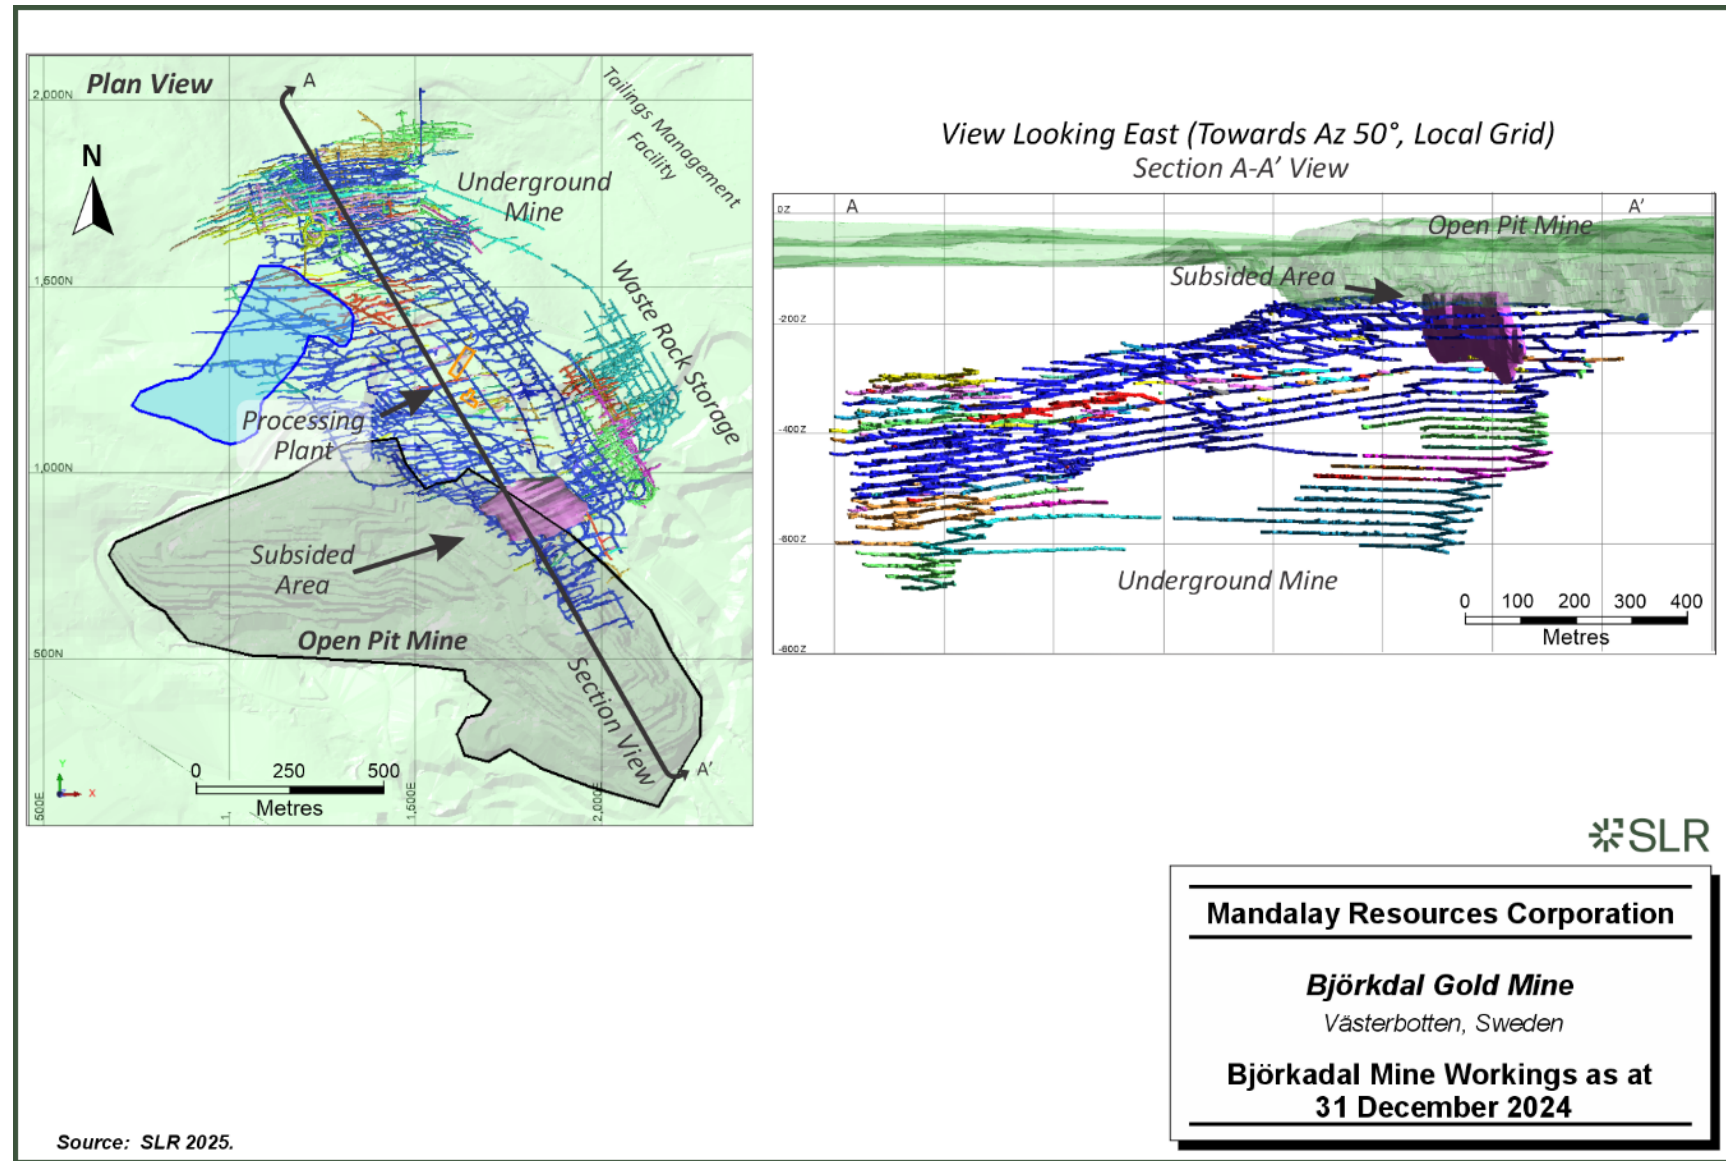 Plan View
A
2,000N
Tailings Management
Facility
N
Underground
Mine
1,500N
Waste Rock Storage
Processing
Plant
1,000N
Subsided
Area
Open Pit Mine
500N
Section View
A'
0 250 500
Metres
Y
X
500E
1,
1,500E
2,000E
View Looking East (Towards Az 50°, Local Grid)
Section A-A' View
A
A'
0Z
Open Pit Mine
Subsided Area
-200Z
-400Z
-600Z
Underground Mine
0 100 200 300 400
Metres
-800Z
SLR
Mandalay Resources Corporation
Björkdal Gold Mine
Västerbotten, Sweden
Björkadal Mine Workings as at
31 December 2024
Source: SLR 2025.